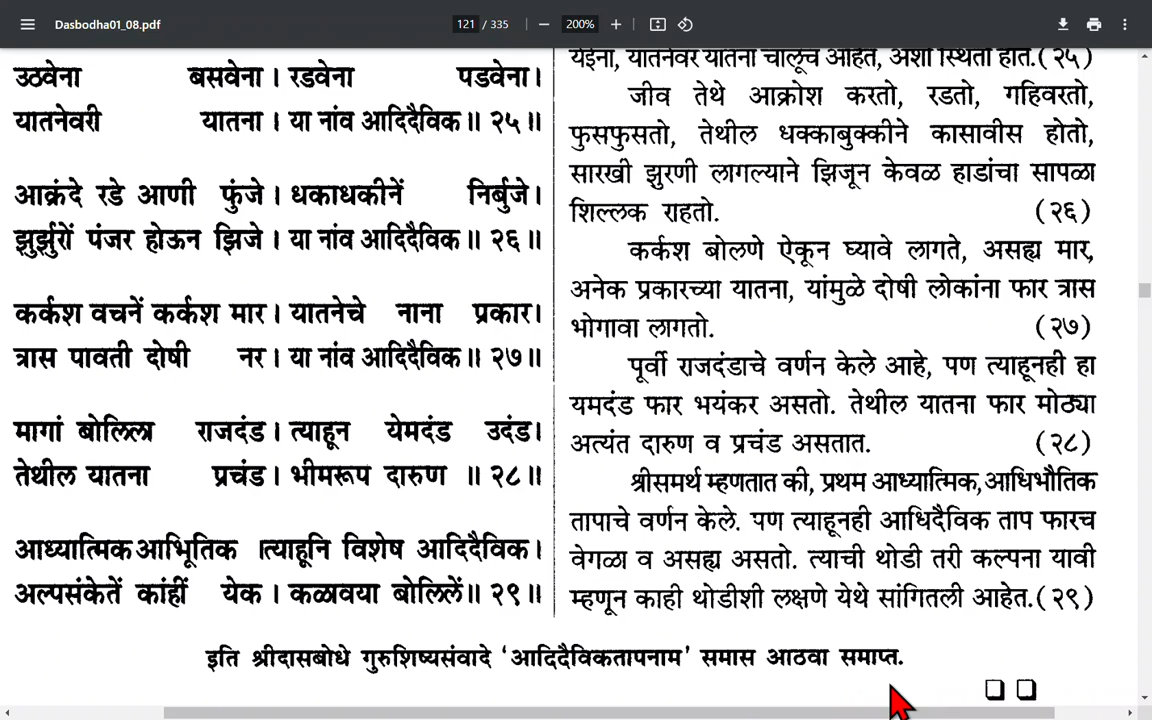 Dasbodha01_08.pdf
121 / 335
200%
उठवेना बसवेना। रडवेना पडवेना।
यातनेवरी यातना। या नांव आदिदैविक॥ २५॥
आक्रंदे रडे आणी फुंजे। धकाधकीनें निर्बुजे।
झुर्झुरों पंजर होऊन झिजे। या नांव आदिदैविक॥ २६॥
कर्कश वचनें कर्कश मार। यातनेचे नाना प्रकार।
त्रास पावती दोषी नर। या नांव आदिदैविक॥ २७॥
मागां बोलिला राजदंड। त्याहून येमदंड उदंड।
तेथील यातना प्रचंड। भीमरूप दारुण ॥ २८॥
आध्यात्मिक आभिूतिक ।त्याहूनि विशेष आदिदैविक।
अल्पसंकेतें कांहीं येक। कळावया बोलिलें॥ २९॥
येईना, यातनेवर यातना चालूच आहेत, अशी स्थिती होते.(२५)
जीव तेथे आक्रोश करतो, रडतो, गहिवरतो,
फुसफुसतो, तेथील धक्काबुक्कीने कासावीस होतो,
सारखी झुरणी लागल्याने झिजून केवळ हाडांचा सापळा
शिल्लक राहतो. (२६)
कर्कश बोलणे ऐकून घ्यावे लागते, असह्य मार,
अनेक प्रकारच्या यातना, यांमुळे दोषी लोकांना फार त्रास
भोगावा लागतो. (२७)
पूर्वी राजदंडाचे वर्णन केले आहे, पण त्याहूनही हा
यमदंड फार भयंकर असतो. तेथील यातना फार मोठ्या
अत्यंत दारुण व प्रचंड असतात. (२८)
श्रीसमर्थ म्हणतात की, प्रथम आध्यात्मिक, आधिभौतिक
तापाचे वर्णन केले. पण त्याहूनही आधिदैविक ताप फारच
वेगळा व असह्य असतो. त्याची थोडी तरी कल्पना यावी
म्हणून काही थोडीशी लक्षणे येथे सांगितली आहेत.(२९)
इति श्रीदासबोधे गुरुशिष्यसंवादे 'आदिदैविकतापनाम' समास आठवा समाप्त.